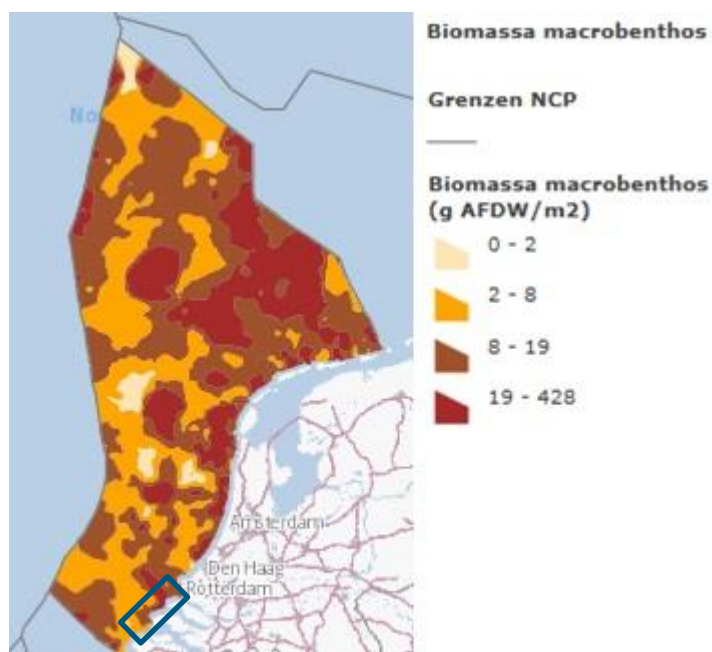 Biomassa macrobenthos
Grenzen NCP
Biomassa macrobenthos
(g AFDW/m2)
0 - 2
2 - 8
8 - 19
19 - 428
No
Amsterdam
Den Haag
Rotterdam